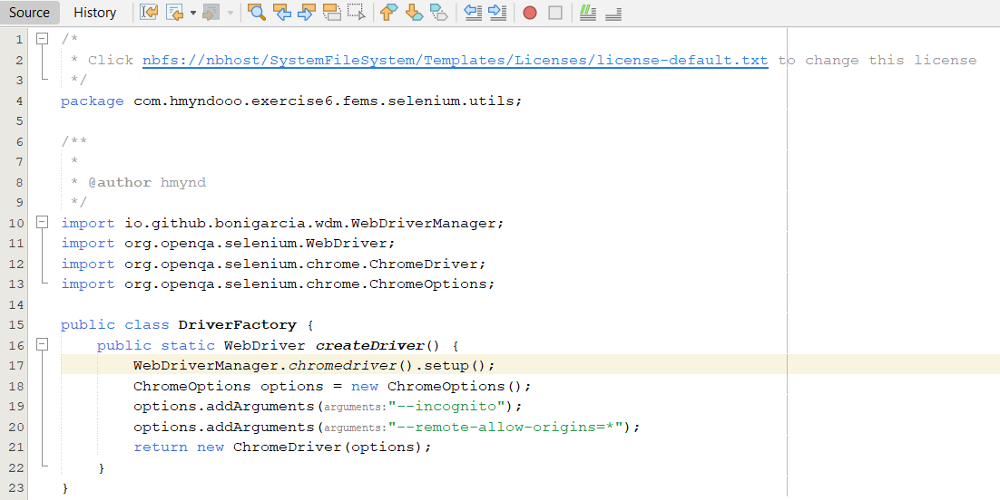 Source History
1 /*
2 * Click nbfs://nbhost/SystemFileSystem/Templates/Licenses/license-default.txt to change this license
3 */
4 package com.hmyndooo.exercise6.fems.selenium.utils;
5
6 /**
7 *
8 * @author hmynd
9 */
10 import io.github.bonigarcia.wdm.WebDriverManager;
11 import org.openqa.selenium.WebDriver;
12 import org.openqa.selenium.chrome.ChromeDriver;
13 import org.openqa.selenium.chrome.ChromeOptions;
14
15 public class DriverFactory {
16 public static WebDriver createDriver() {
17 WebDriverManager.chromedriver().setup();
18 ChromeOptions options = new ChromeOptions();
19 options.addArguments(arguments:"--incognito");
20 options.addArguments(arguments:"--remote-allow-origins=*");
21 return new ChromeDriver(options);
22 }
23 }